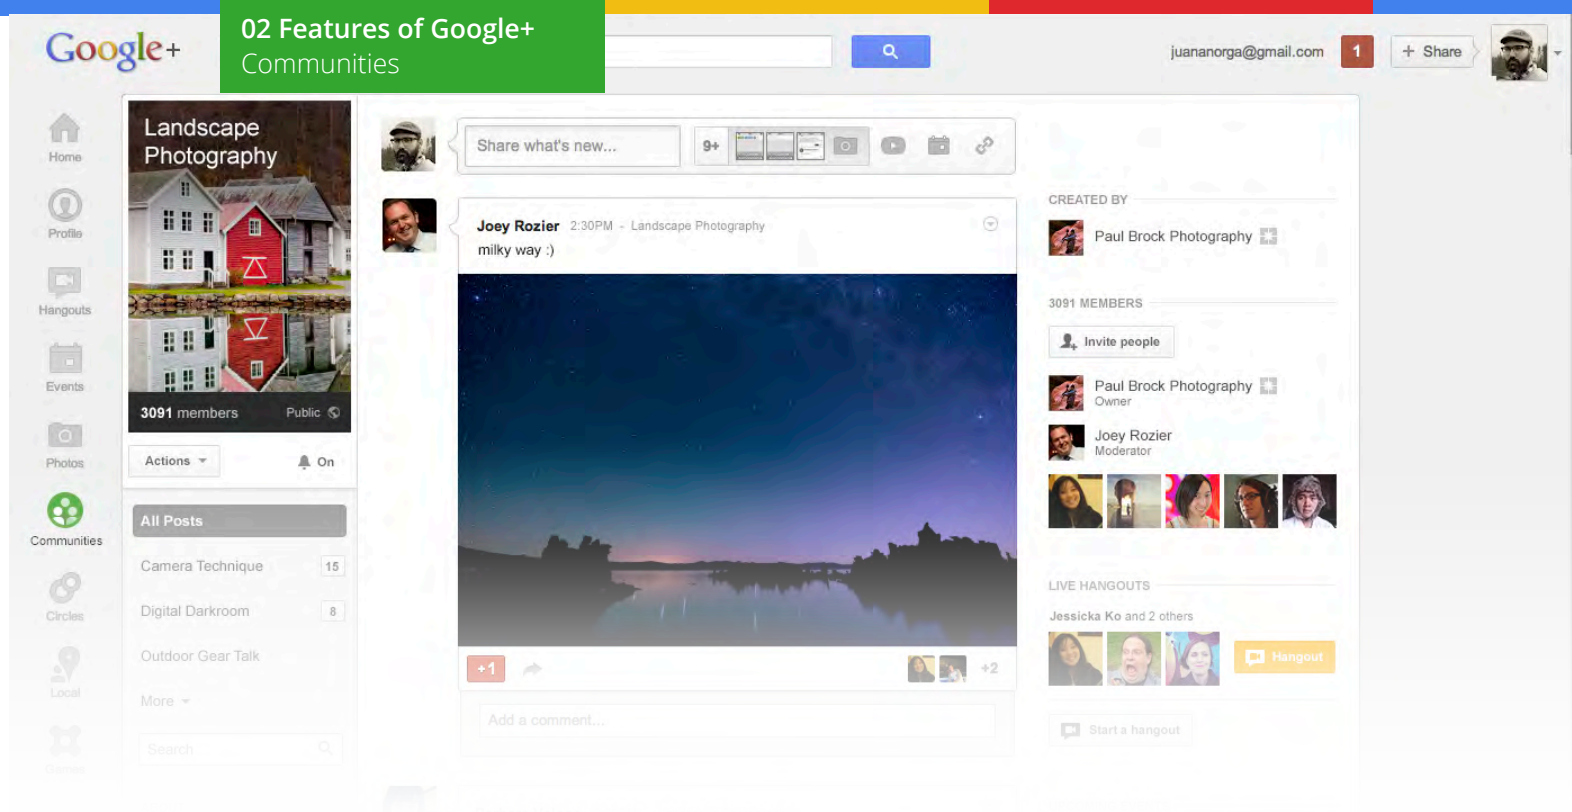 02 Features of Google+
Communities
Google+
juananorga@gmail.com
1
+ Share
Home
Profile
Hangouts
Events
Photos
Communities
Circles
Local
Games
Landscape
Photography
3091 members
Public
Actions
On
All Posts
Camera Technique 15
Digital Darkroom 8
Outdoor Gear Talk
More
Search
Share what's new...
9+
Joey Rozier 2:30PM - Landscape Photography
milky way :)
+1
+2
Add a comment...
CREATED BY
Paul Brock Photography
3091 MEMBERS
Invite people
Paul Brock Photography
Owner
Joey Rozier
Moderator
LIVE HANGOUTS
Jessicka Ko and 2 others
Hangout
Start a hangout